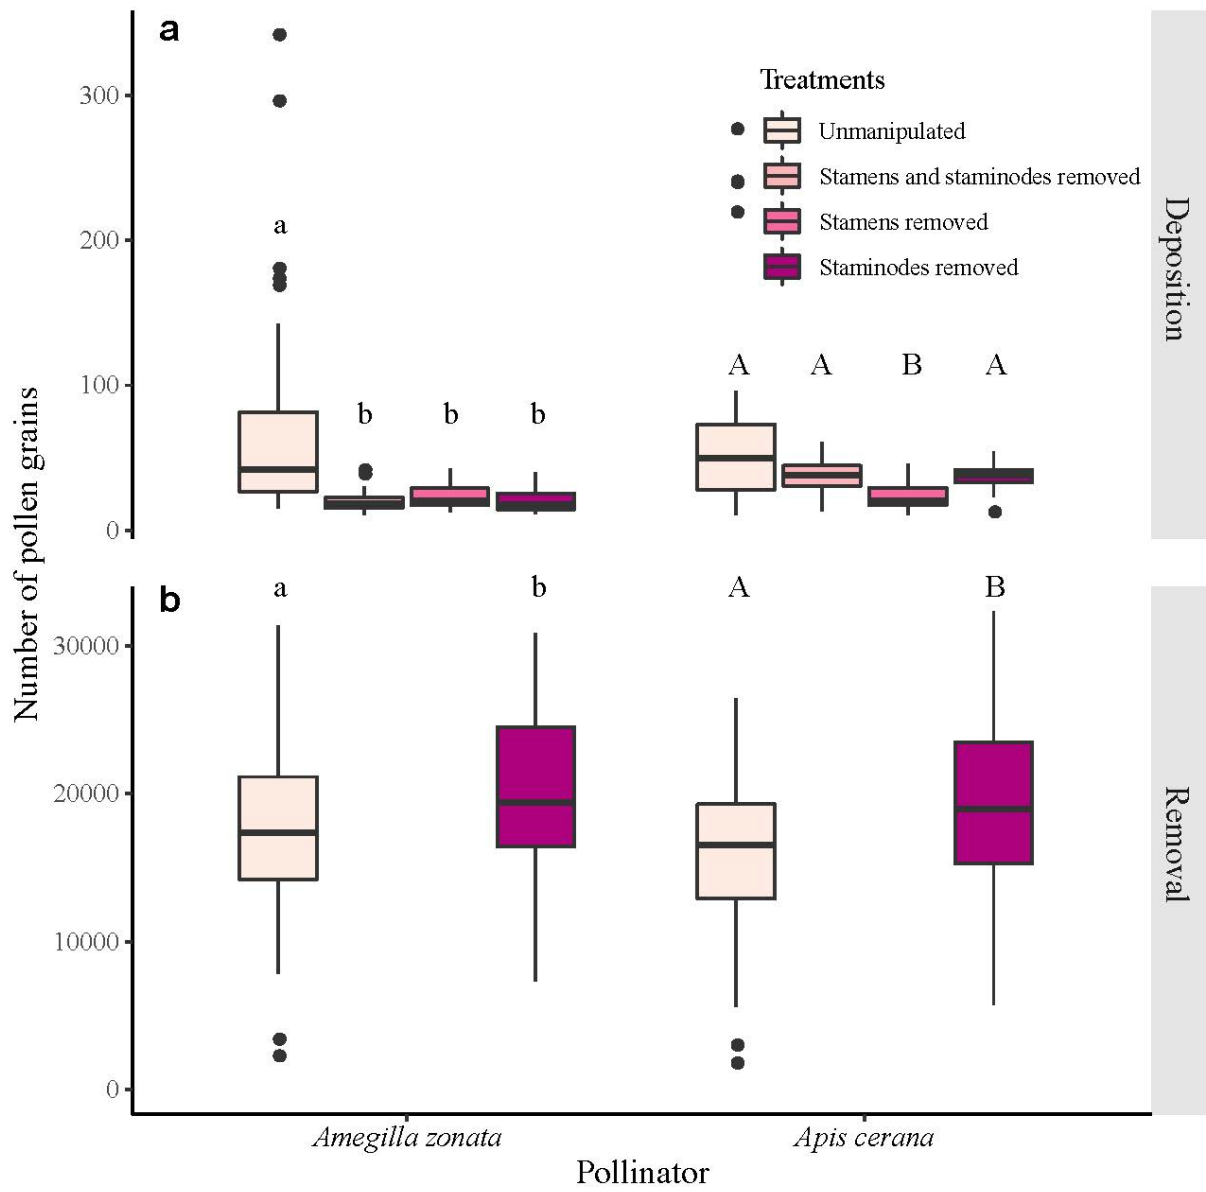 a
300
200
100
0
a
b
b
b
Treatments
Unmanipulated
Stamens and staminodes removed
Stamens removed
Staminodes removed
A
A
B
A
Deposition
Number of pollen grains
b
30000
20000
10000
0
a
b
A
B
Removal
Amegilla zonata
Apis cerana
Pollinator